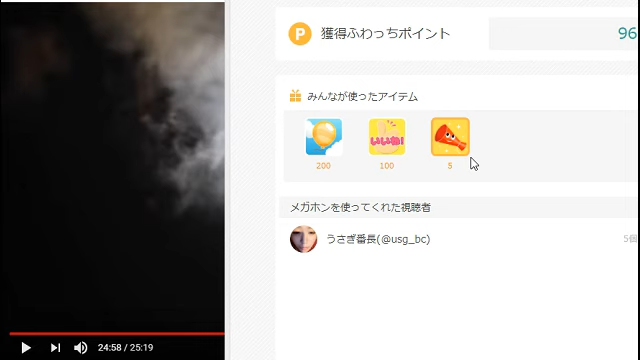 P 獲得ふわっちポイント 96
みんなが使ったアイテム
いいね!
200 100 5
メガホンを使ってくれた視聴者
うさぎ番長(@usg_bc) 5個
24:58 / 25:19